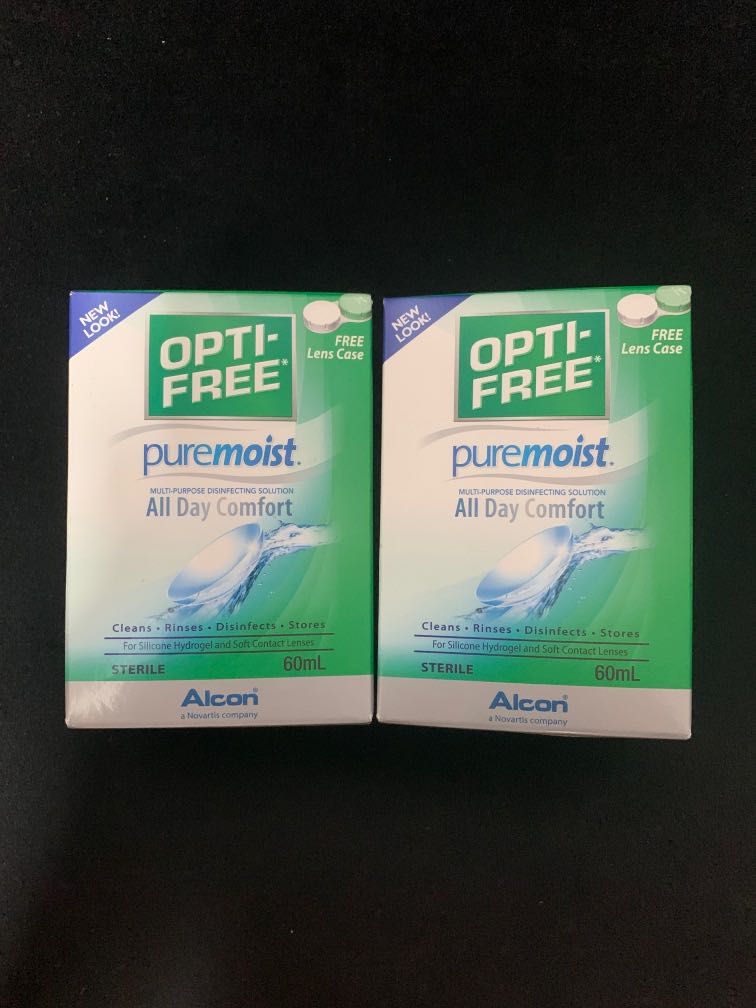 NEW
LOOK!
FREE
Lens Case
OPTI-
FREE*
puremoist®
MULTI-PURPOSE DISINFECTING SOLUTION
All Day Comfort
Cleans • Rinses • Disinfects • Stores
For Silicone Hydrogel and Soft Contact Lenses
STERILE 60mL
Alcon®
a Novartis company
NEW
LOOK!
FREE
Lens Case
OPTI-
FREE*
puremoist®
MULTI-PURPOSE DISINFECTING SOLUTION
All Day Comfort
Cleans • Rinses • Disinfects • Stores
For Silicone Hydrogel and Soft Contact Lenses
STERILE 60mL
Alcon®
a Novartis company